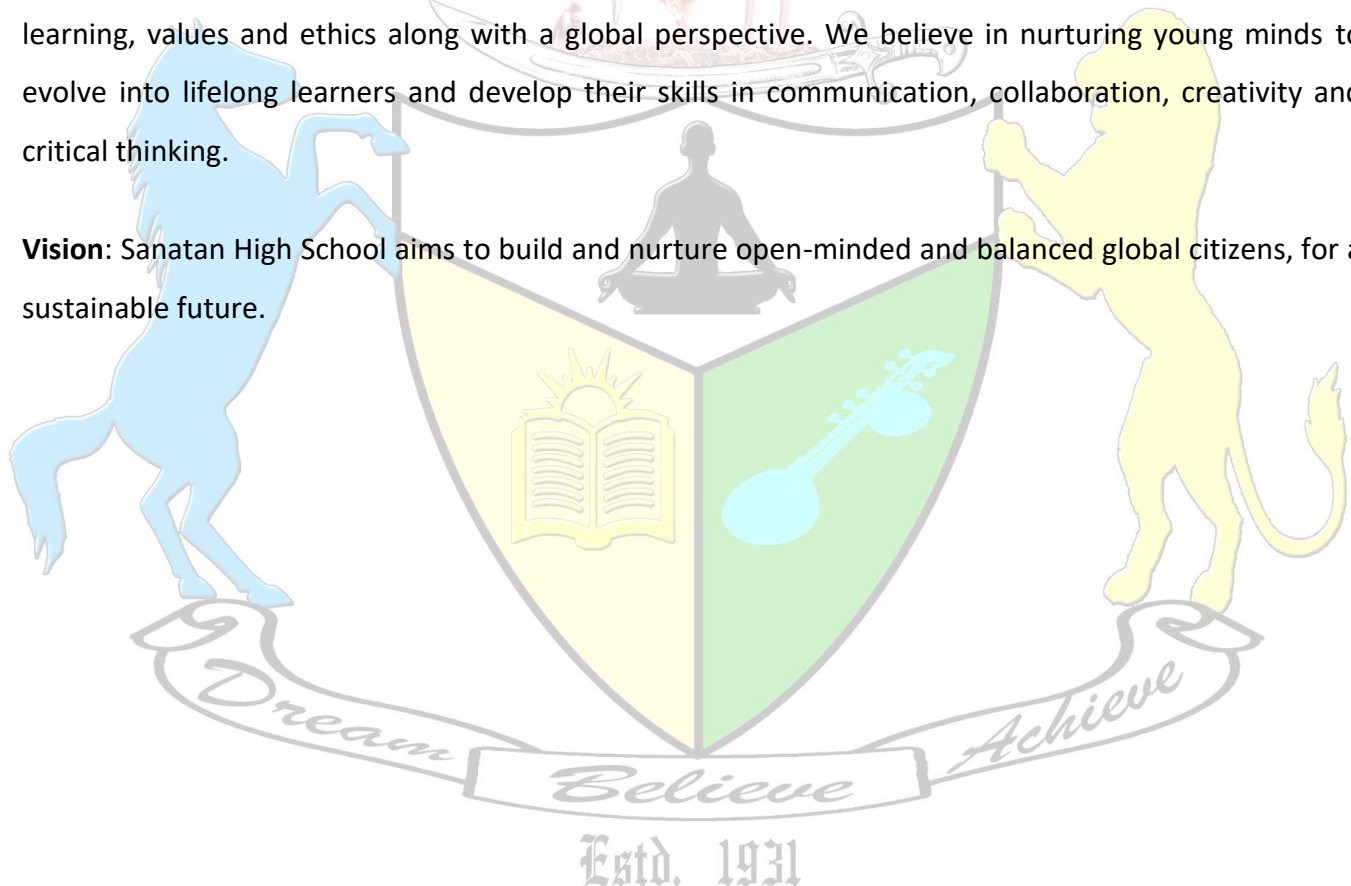 learning, values and ethics along with a global perspective. We believe in nurturing young minds to
evolve into lifelong learners and develop their skills in communication, collaboration, creativity and
critical thinking.
Vision: Sanatan High School aims to build and nurture open-minded and balanced global citizens, for a
sustainable future.
Dream
Believe
Achieve
Estd. 1931